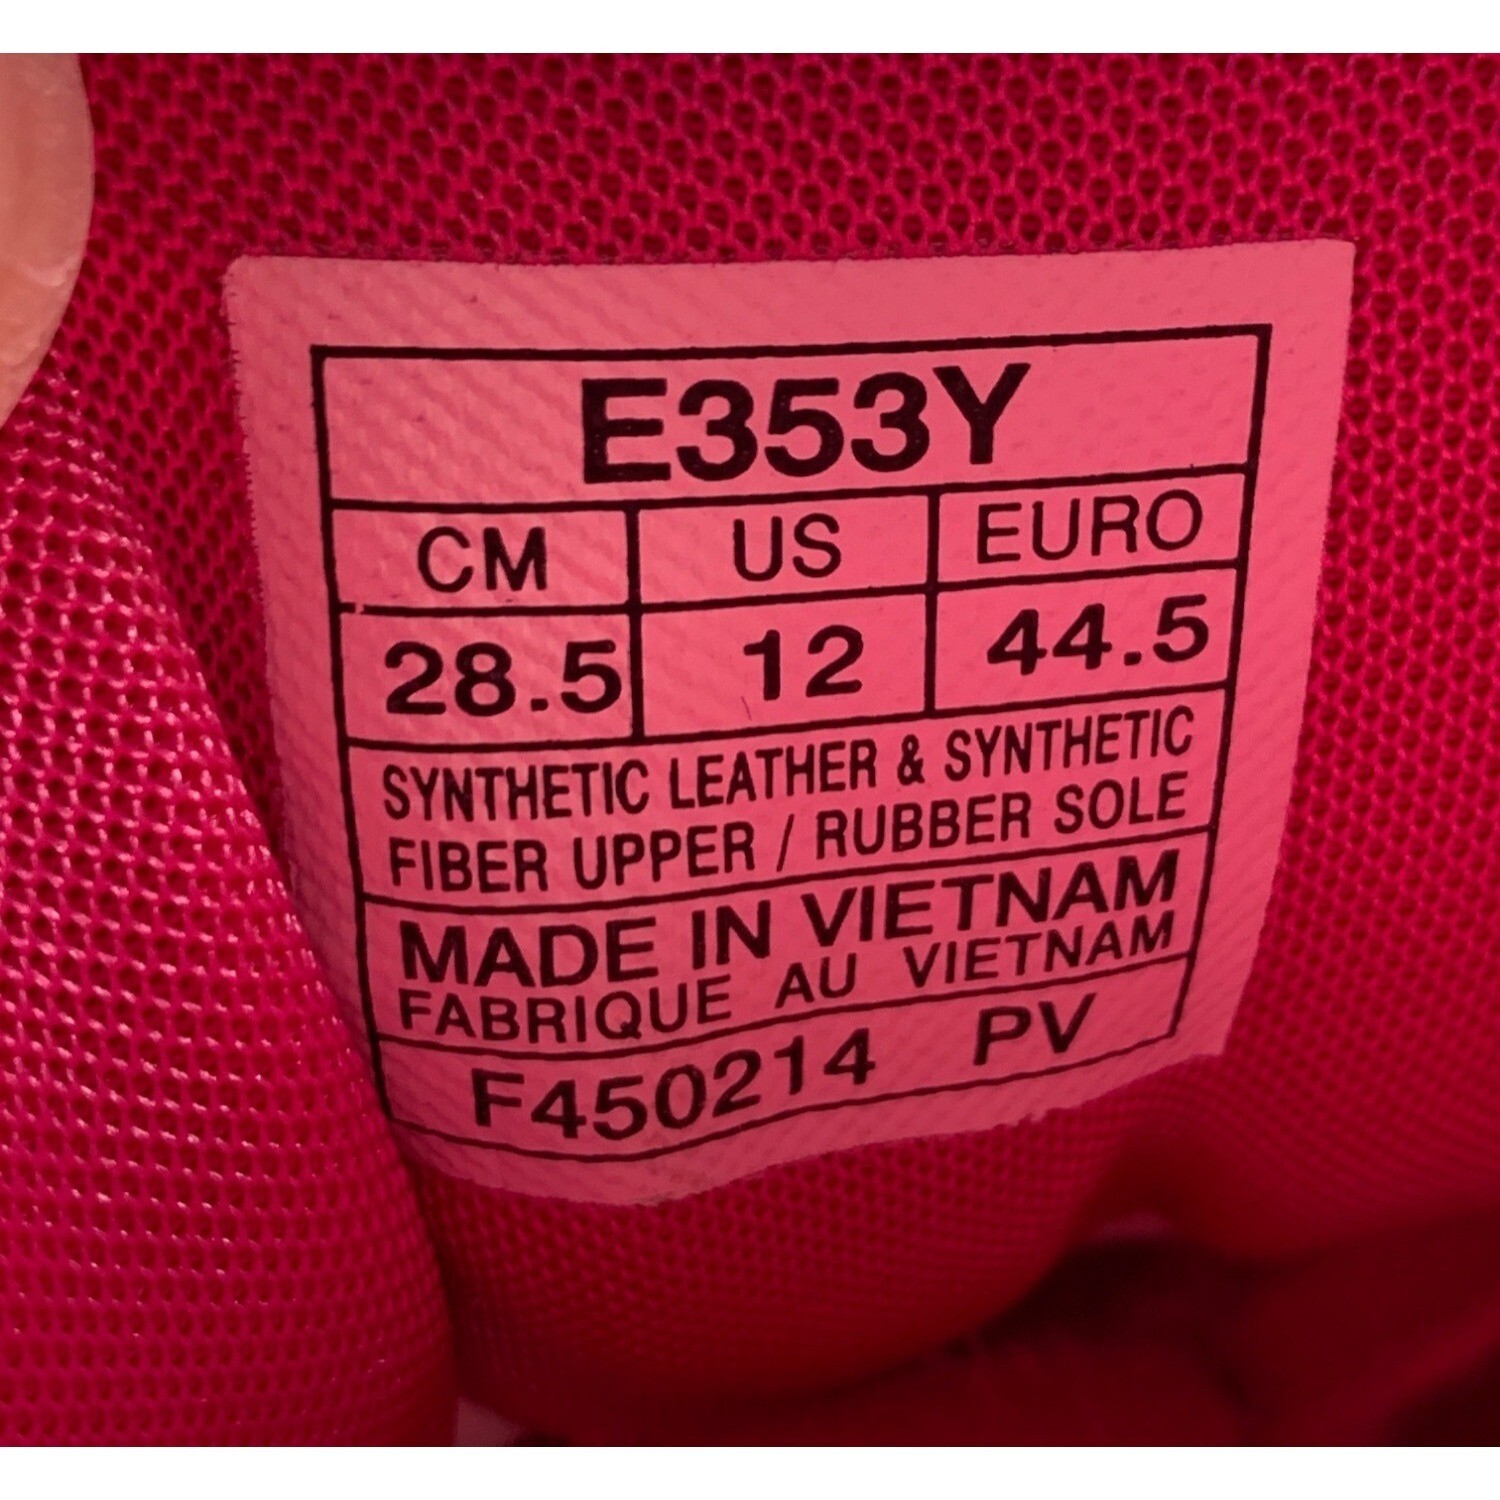 E353Y
CM US EURO
28.5 12 44.5
SYNTHETIC LEATHER & SYNTHETIC
FIBER UPPER / RUBBER SOLE
MADE IN VIETNAM
FABRIQUE AU VIETNAM
F450214 PV